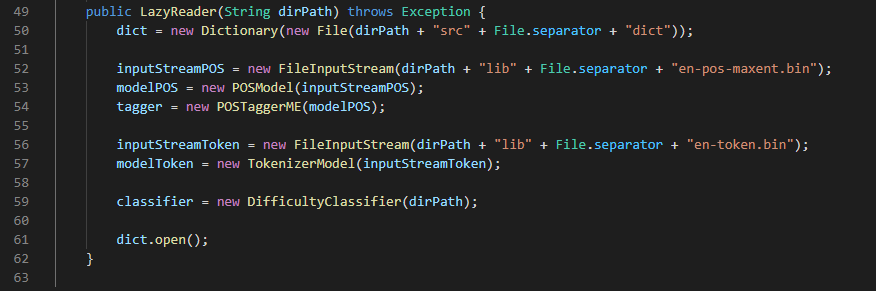 49 public LazyReader(String dirPath) throws Exception {
50 dict = new Dictionary(new File(dirPath + "src" + File.separator + "dict"));
51
52 inputStreamPOS = new FileInputStream(dirPath + "lib" + File.separator + "en-pos-maxent.bin");
53 modelPOS = new POSModel(inputStreamPOS);
54 tagger = new POSTaggerME(modelPOS);
55
56 inputStreamToken = new FileInputStream(dirPath + "lib" + File.separator + "en-token.bin");
57 modelToken = new TokenizerModel(inputStreamToken);
58
59 classifier = new DifficultyClassifier(dirPath);
60
61 dict.open();
62 }
63